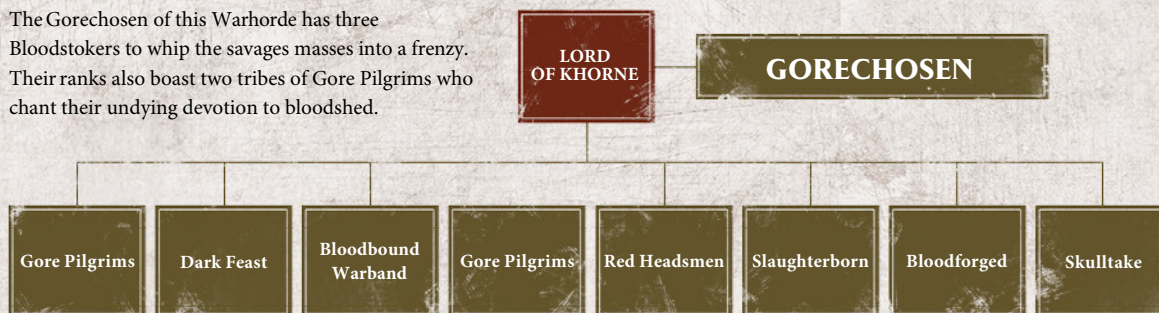 The Gorechosen of this Warhorde has three
Bloodstokers to whip the savages masses into a frenzy.
Their ranks also boast two tribes of Gore Pilgrims who
chant their undying devotion to bloodshed.
LORD
OF KHORNE
GORECHOSEN
Gore Pilgrims
Dark Feast
Bloodbound
Warband
Gore Pilgrims
Red Headsmen
Slaughterborn
Bloodforged
Skulltake